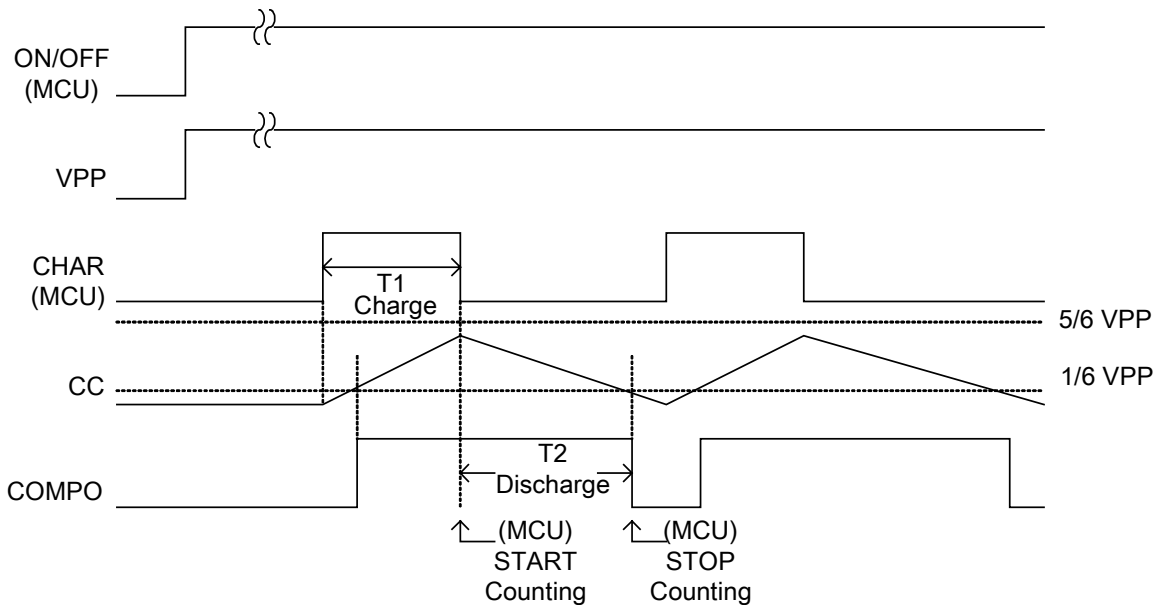 ON/OFF
(MCU)
VPP
CHAR
(MCU)
T1
Charge
5/6 VPP
CC
1/6 VPP
COMPO
T2
Discharge
(MCU)
START
Counting
(MCU)
STOP
Counting